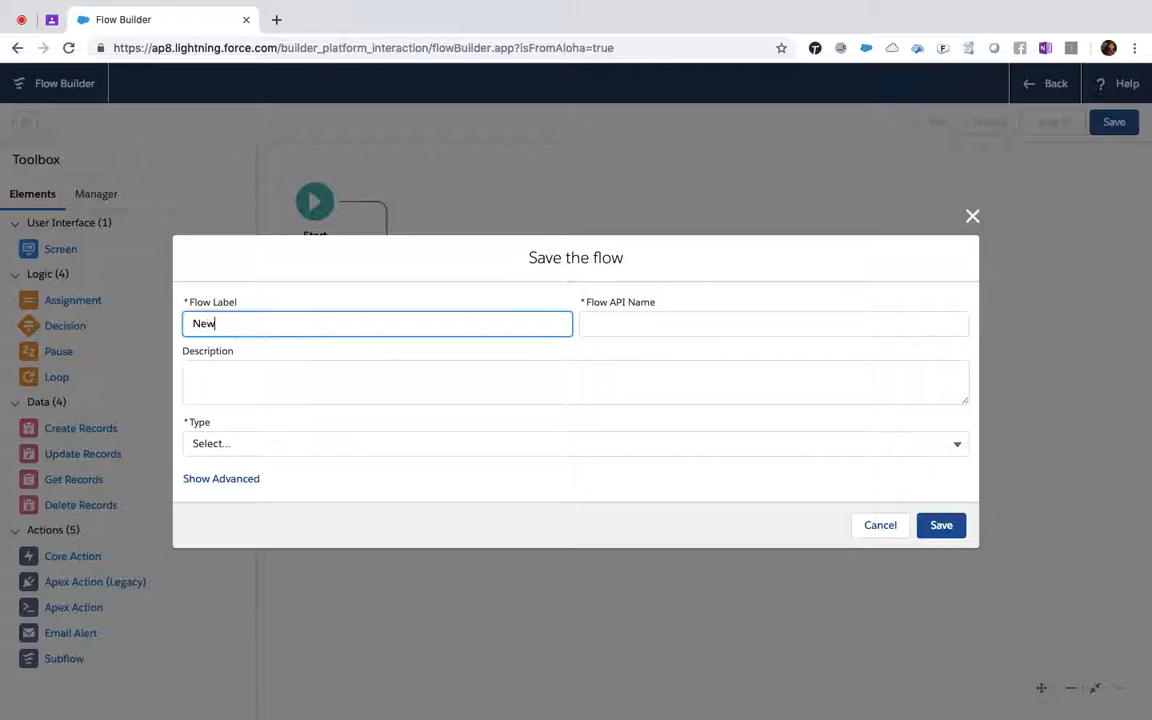 Flow Builder
https://ap8.lightning.force.com/builder_platform_interaction/flowBuilder.app?isFromAloha=true
Flow Builder
Back
? Help
Save
Toolbox
Elements
Manager
User Interface (1)
Screen
Logic (4)
Assignment
Decision
Pause
Loop
Data (4)
Create Records
Update Records
Get Records
Delete Records
Actions (5)
Core Action
Apex Action (Legacy)
Apex Action
Email Alert
Subflow
Start
Save the flow
* Flow Label
* Flow API Name
New
Description
* Type
Select...
Show Advanced
Cancel
Save